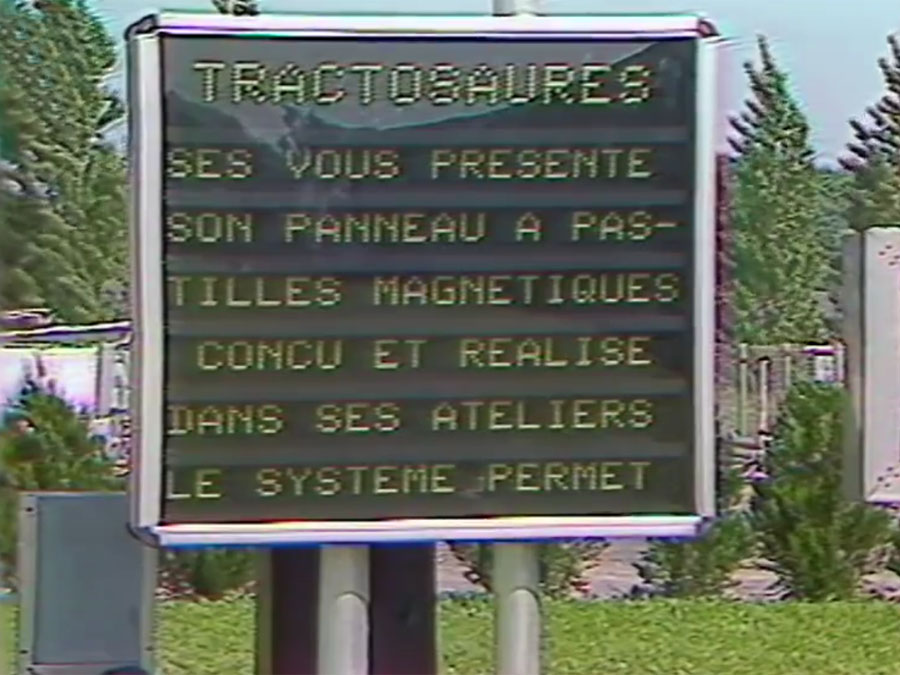 TRACTOSAURES
SES VOUS PRESENTE
SON PANNEAU A PAS-
TILLES MAGNETIQUES
CONCU ET REALISE
DANS SES ATELIERS
LE SYSTEME PERMET